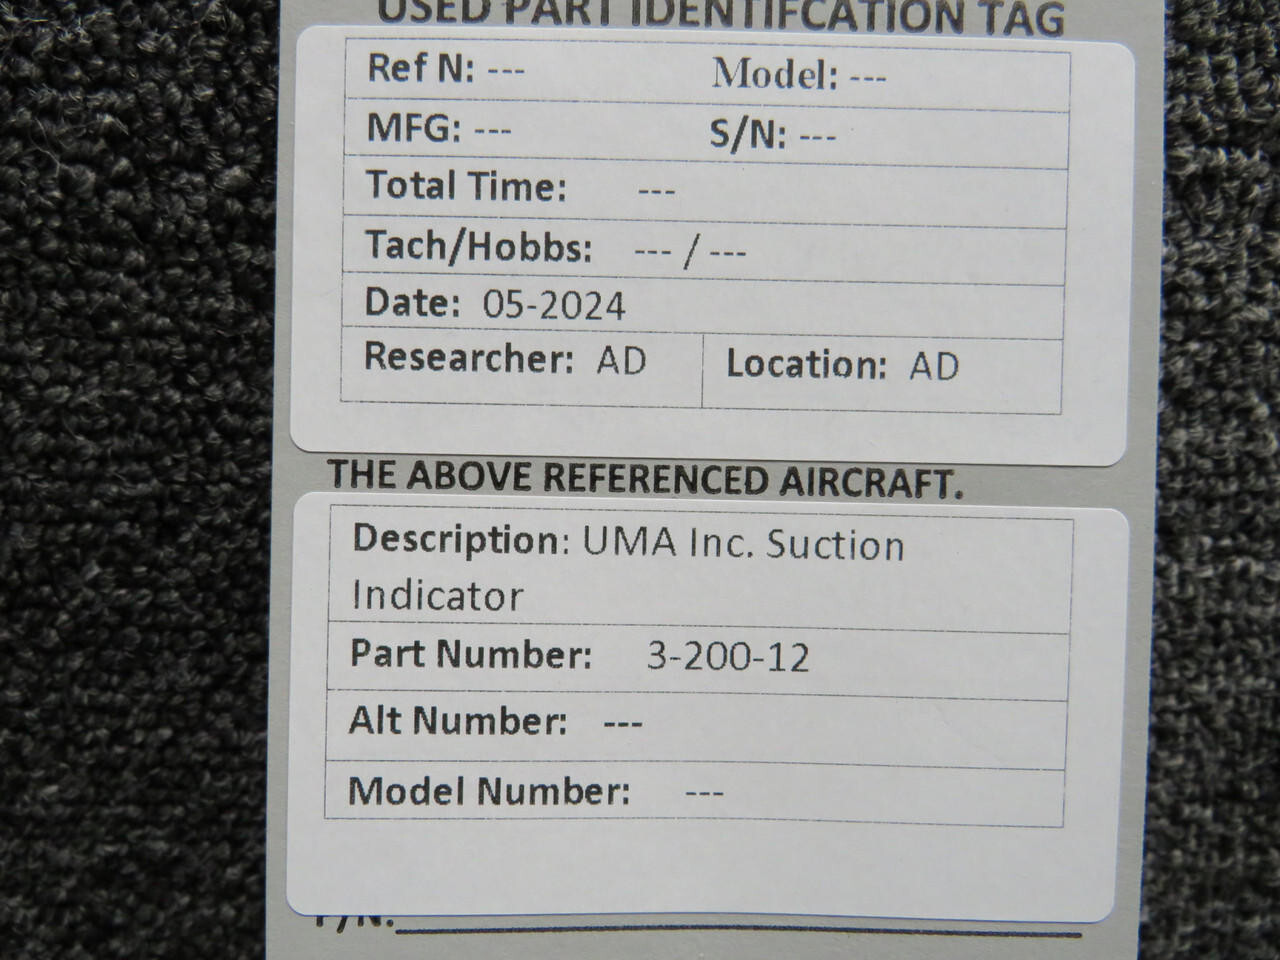 USED PART IDENTIFCATION TAG
Ref N: --- Model: ---
MFG: --- S/N: ---
Total Time: ---
Tach/Hobbs: --- / ---
Date: 05-2024
Researcher: AD Location: AD
THE ABOVE REFERENCED AIRCRAFT.
Description: UMA Inc. Suction
Indicator
Part Number: 3-200-12
Alt Number: ---
Model Number: ---
P/N: